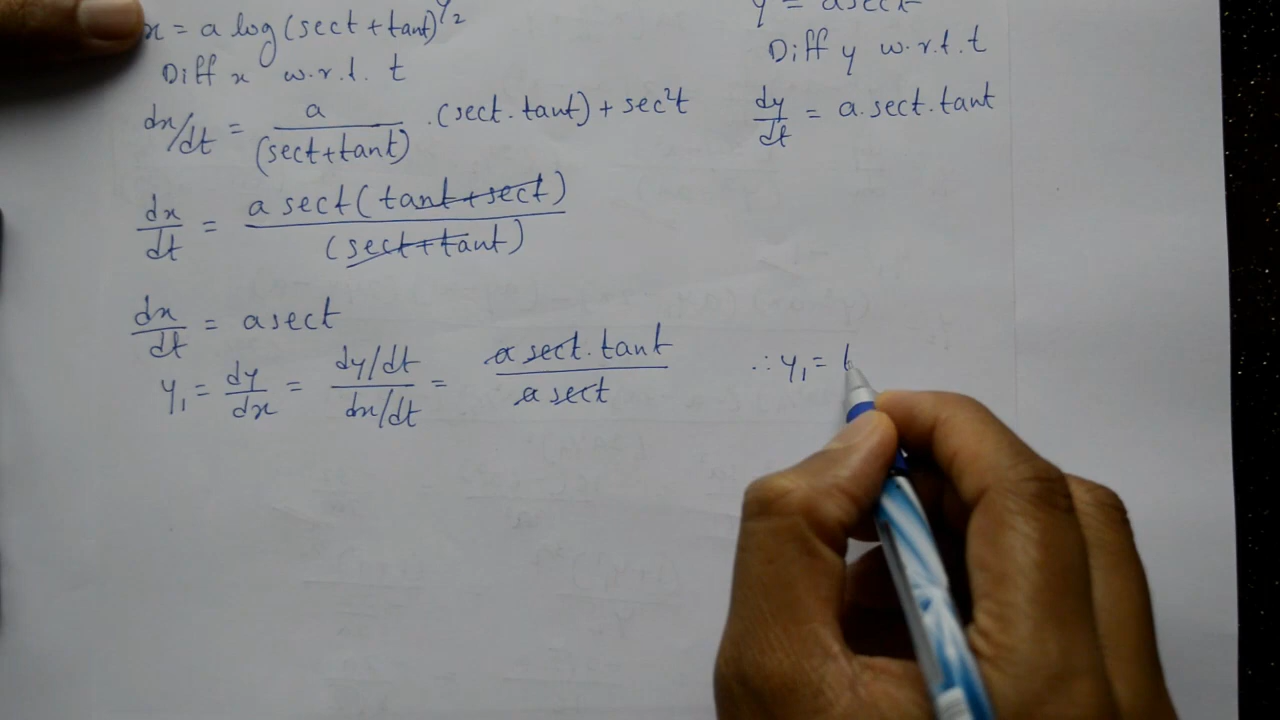 x = a log(sect + tant)^1/2
y = asect
Diff x w.r.t. t
Diff y w.r.t. t
dx/dt = a/(sect+tant) . (sect.tant) + sec²t
dy/dt = a.sect.tant
dx/dt = a sect(tant+sect)/(sect+tant)
dx/dt = a sect
y₁ = dy/dx = dy/dt / dx/dt = a sect.tant / a sect
∴ y₁ = t